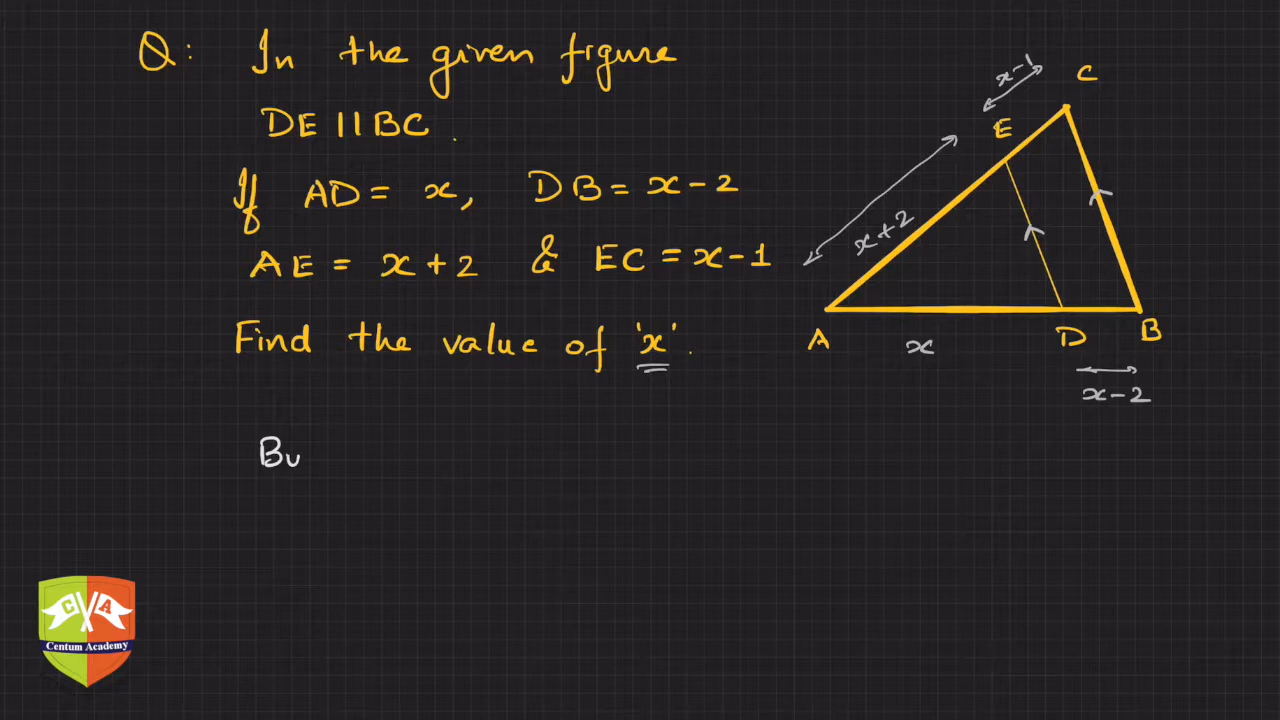 Q: In the given figure
DE || BC.
If AD = x, DB = x-2
AE = x+2 & EC = x-1
Find the value of 'x'.
Bu
x-1
C
E
x+2
A
x
D
B
x-2
C A
Centum Academy